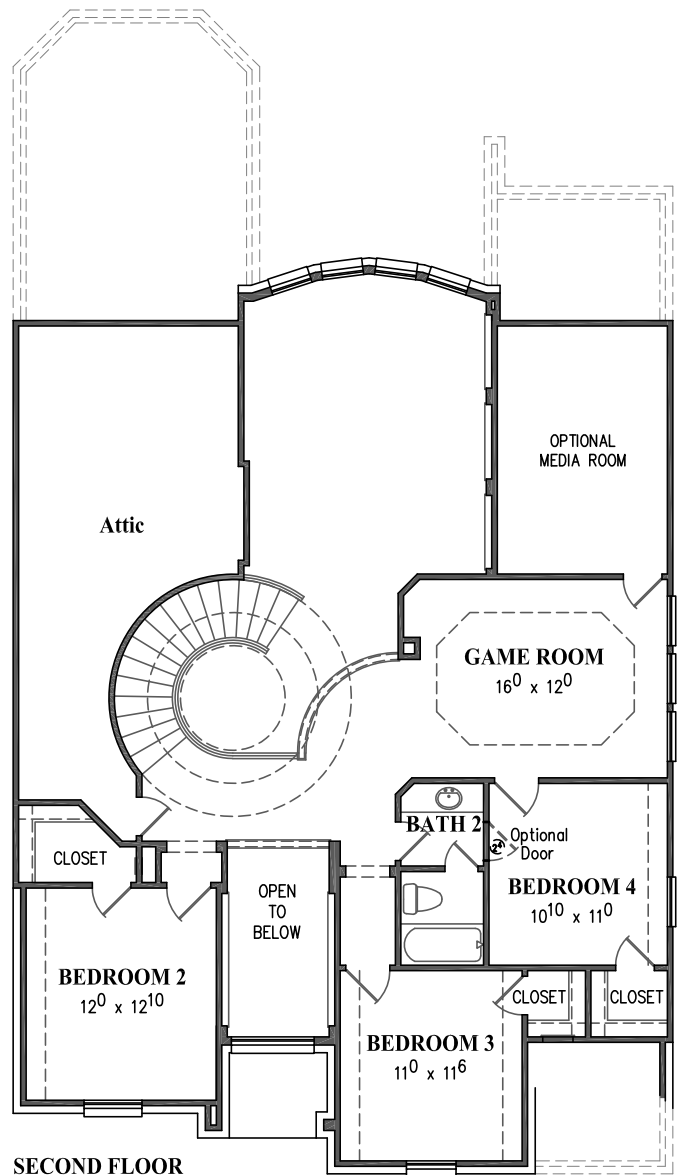 OPTIONAL
MEDIA ROOM
Attic
GAME ROOM
16⁰ x 12⁰
BATH 2
Optional
Door
24
CLOSET
OPEN
TO
BELOW
BEDROOM 4
10¹⁰ x 11⁰
BEDROOM 2
12⁰ x 12¹⁰
CLOSET
CLOSET
BEDROOM 3
11⁰ x 11⁶
SECOND FLOOR